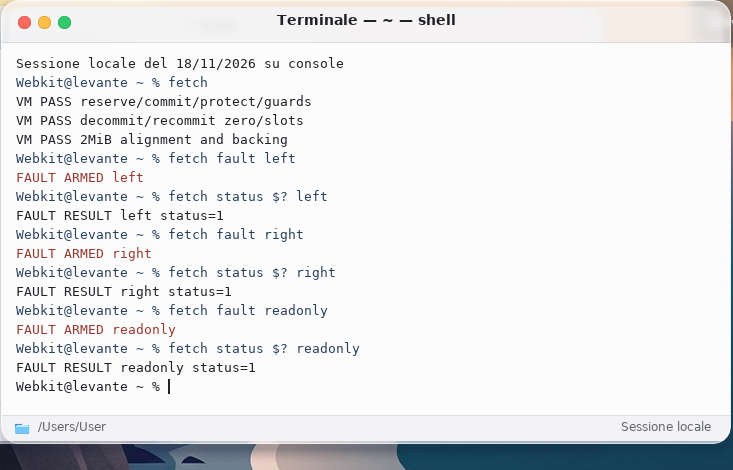 Terminale — ~ — shell
Sessione locale del 18/11/2026 su console
Webkit@levante ~ % fetch
VM PASS reserve/commit/protect/guards
VM PASS decommit/recommit zero/slots
VM PASS 2MiB alignment and backing
Webkit@levante ~ % fetch fault left
FAULT ARMED left
Webkit@levante ~ % fetch status $? left
FAULT RESULT left status=1
Webkit@levante ~ % fetch fault right
FAULT ARMED right
Webkit@levante ~ % fetch status $? right
FAULT RESULT right status=1
Webkit@levante ~ % fetch fault readonly
FAULT ARMED readonly
Webkit@levante ~ % fetch status $? readonly
FAULT RESULT readonly status=1
Webkit@levante ~ %
/Users/User Sessione locale